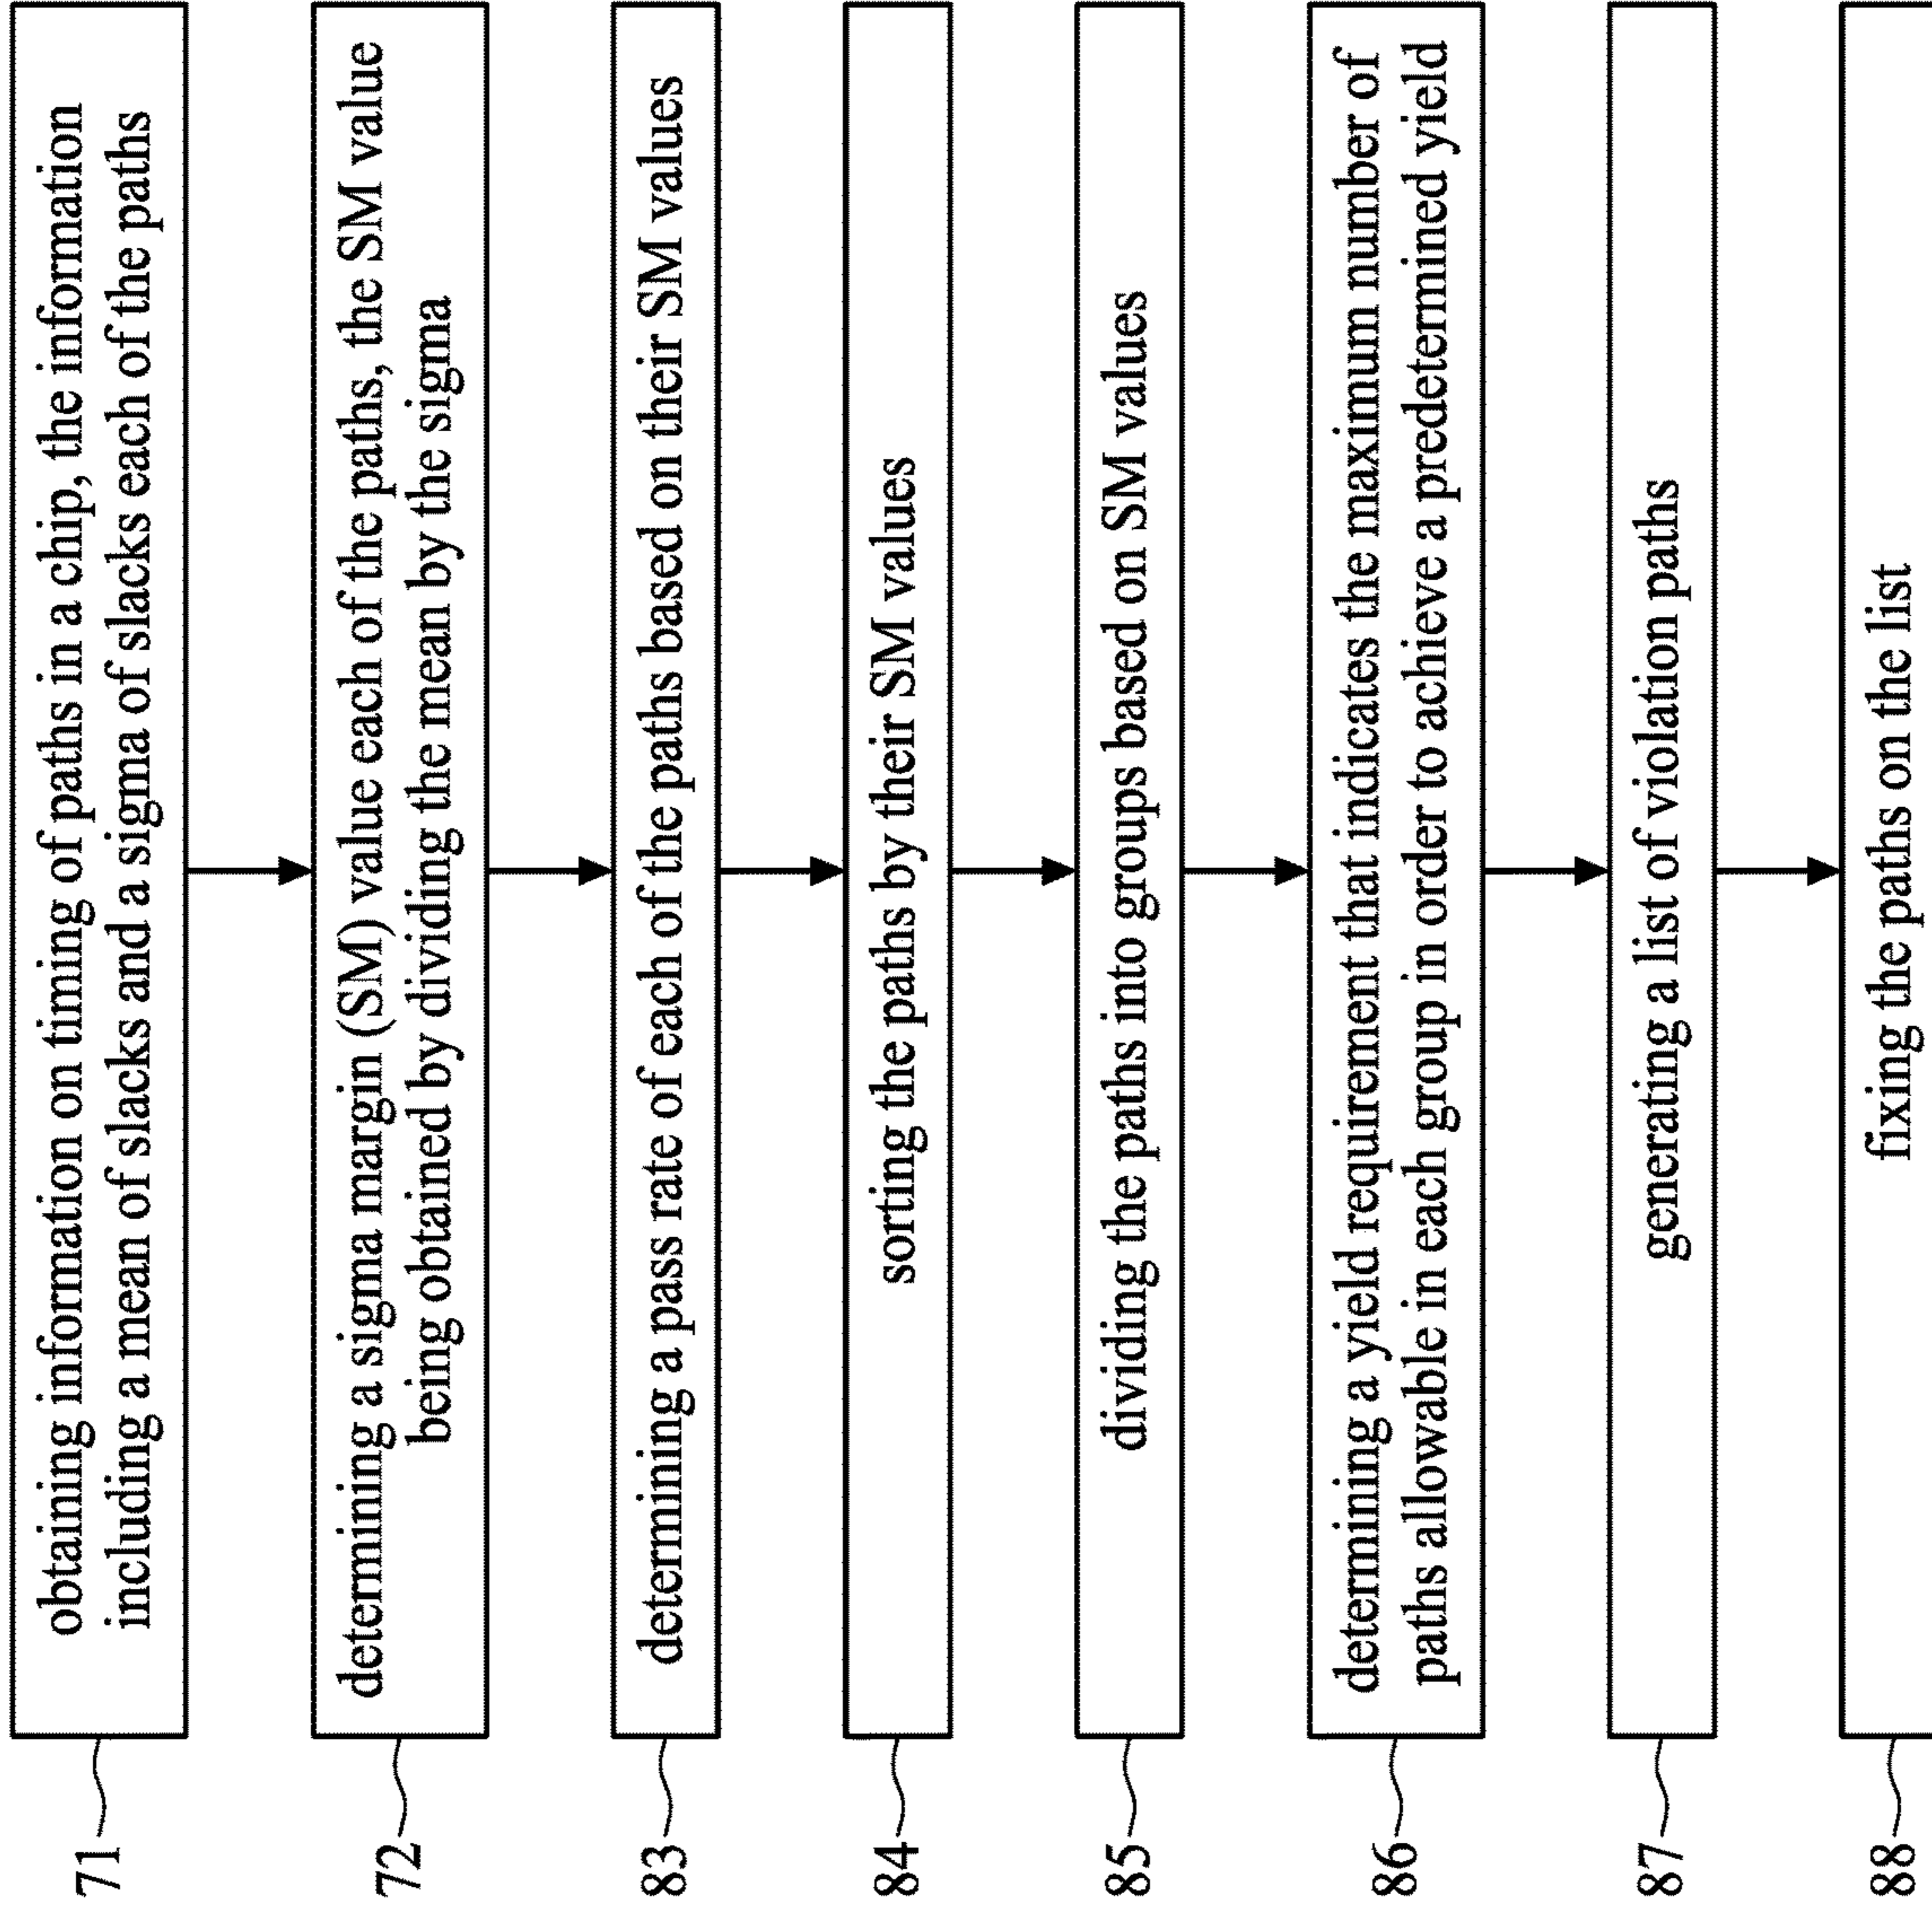 71
obtaining information on timing of paths in a chip, the information
including a mean of slacks and a sigma of slacks each of the paths
72
determining a sigma margin (SM) value each of the paths, the SM value
being obtained by dividing the mean by the sigma
83
determining a pass rate of each of the paths based on their SM values
84
sorting the paths by their SM values
85
dividing the paths into groups based on SM values
86
determining a yield requirement that indicates the maximum number of
paths allowable in each group in order to achieve a predetermined yield
87
generating a list of violation paths
88
fixing the paths on the list